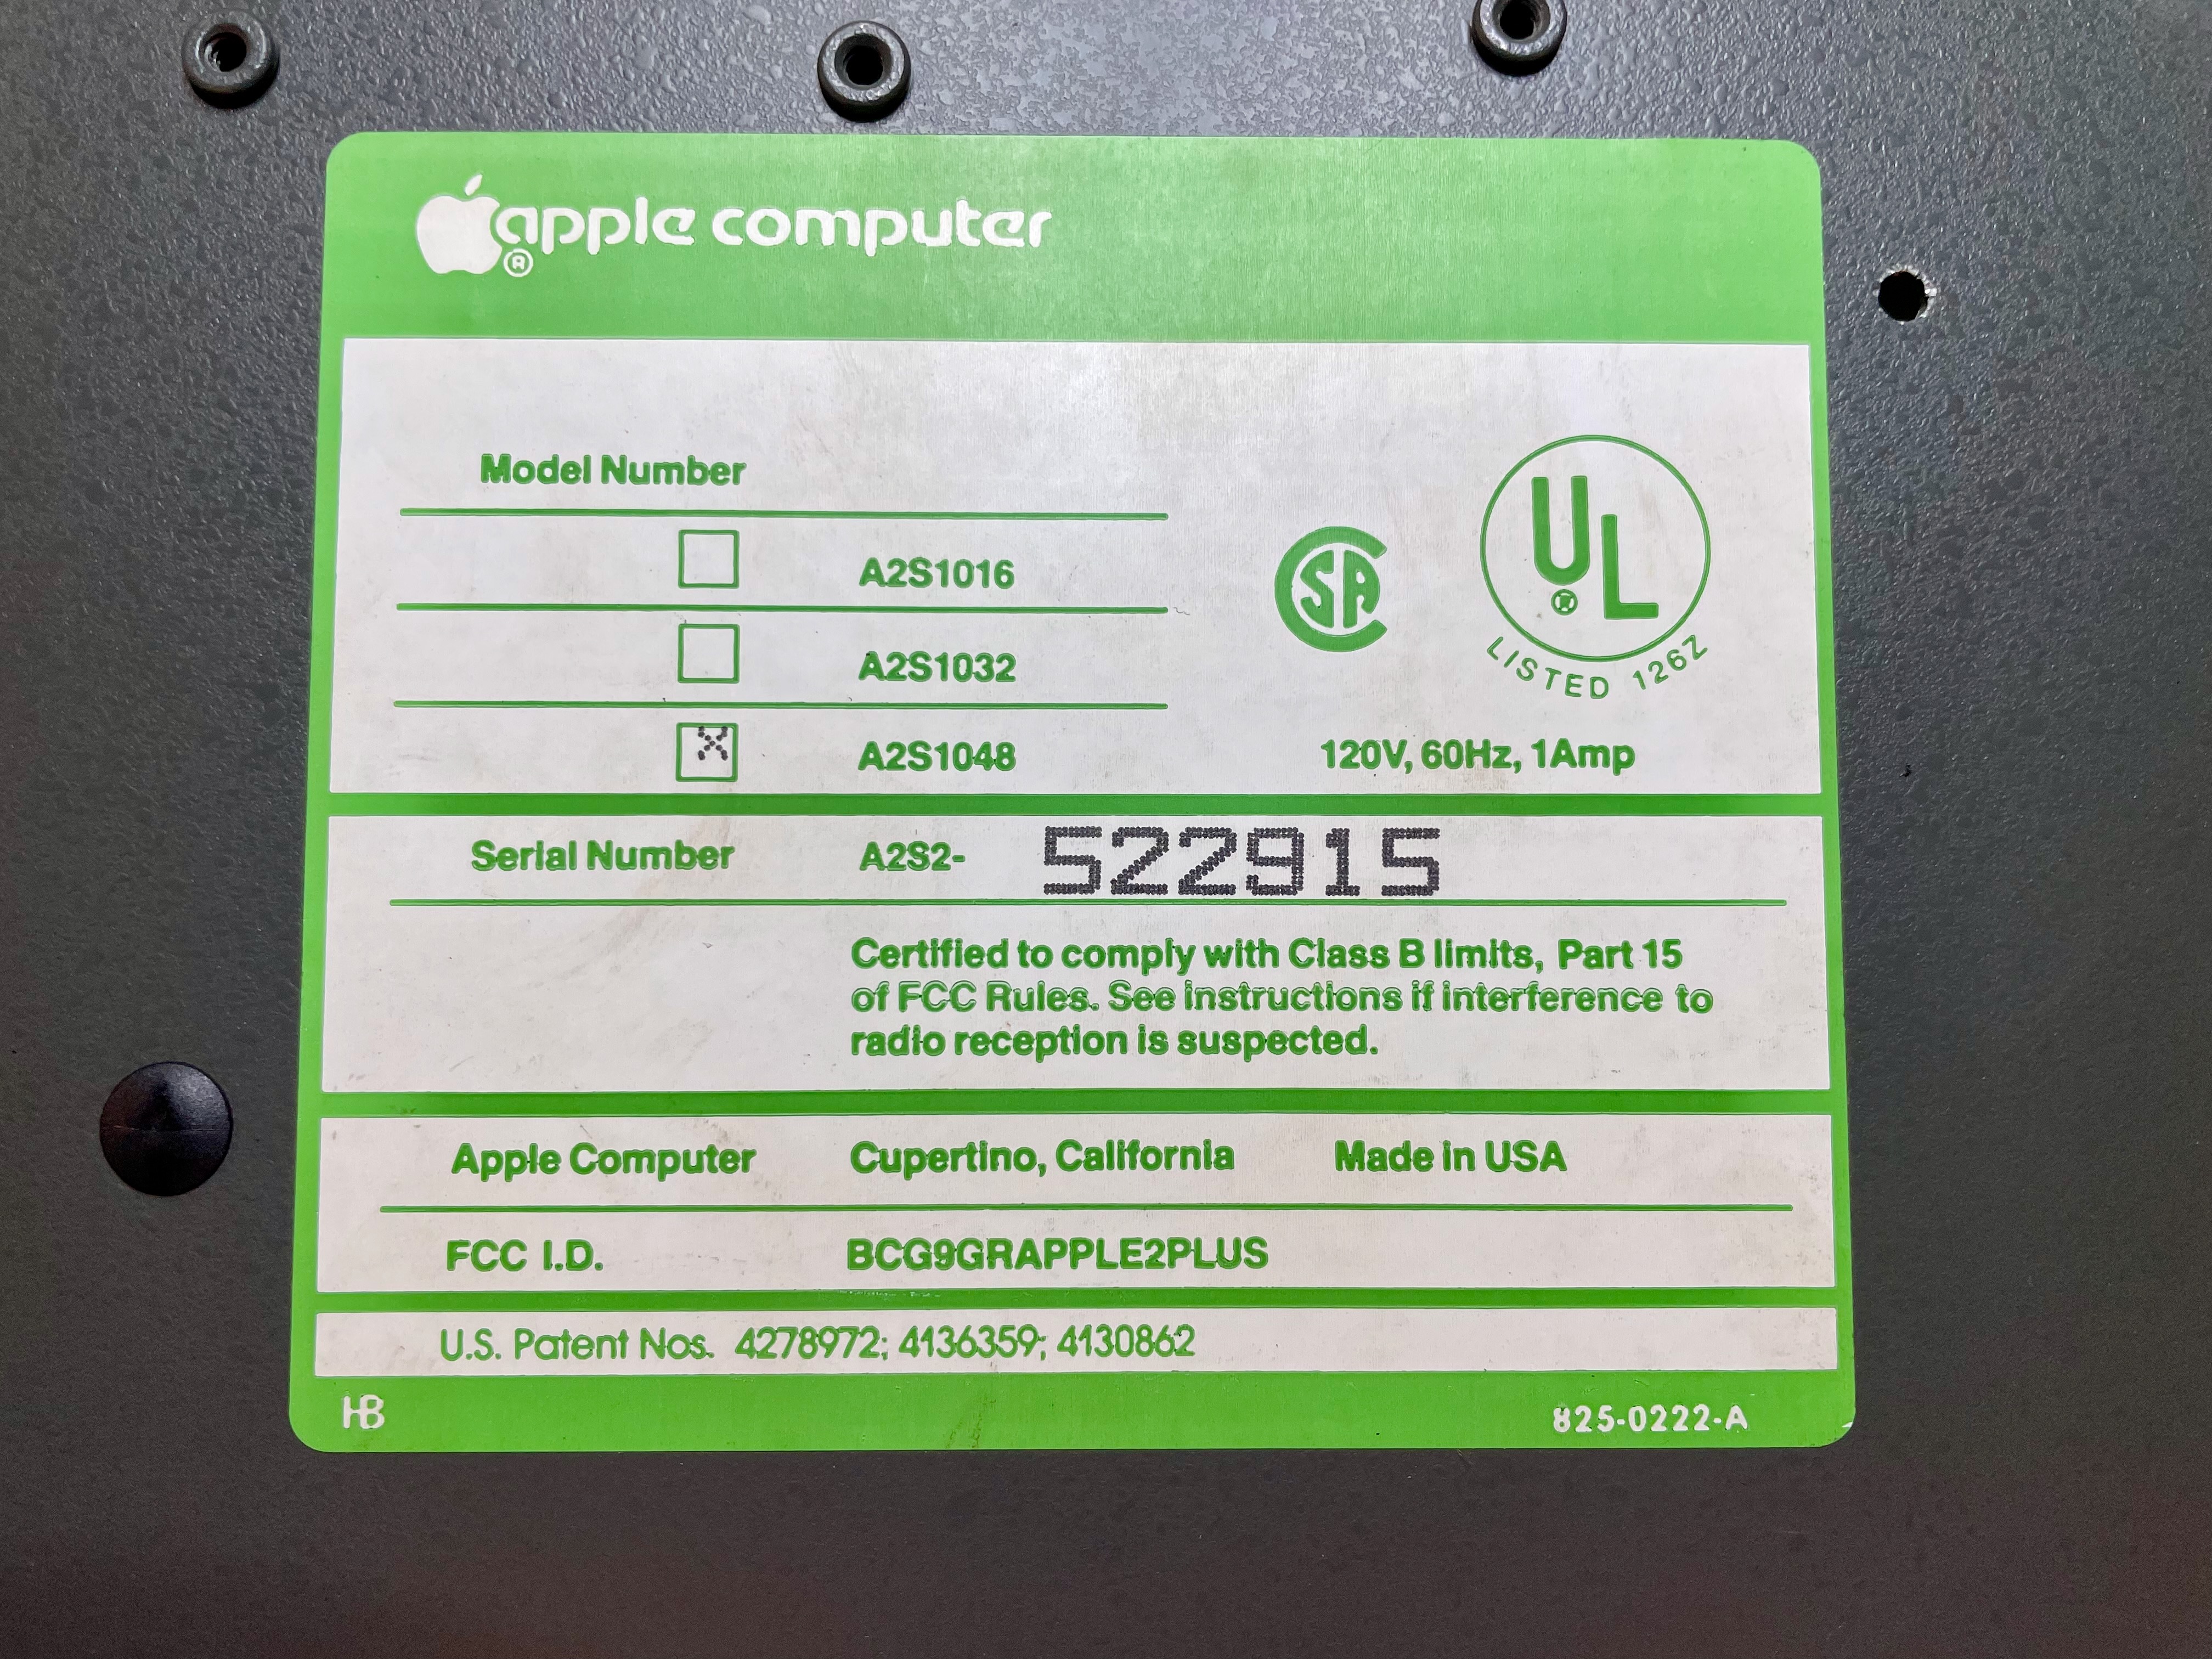 apple computer
®
Model Number
A2S1016
A2S1032
X A2S1048
SA
UL
®
LISTED 126Z
120V, 60Hz, 1Amp
Serial Number A2S2- 522915
Certified to comply with Class B limits, Part 15
of FCC Rules. See instructions if interference to
radio reception is suspected.
Apple Computer Cupertino, California Made in USA
FCC I.D. BCG9GRAPPLE2PLUS
U.S. Patent Nos. 4278972; 4136359; 4130862
HB
825-0222-A